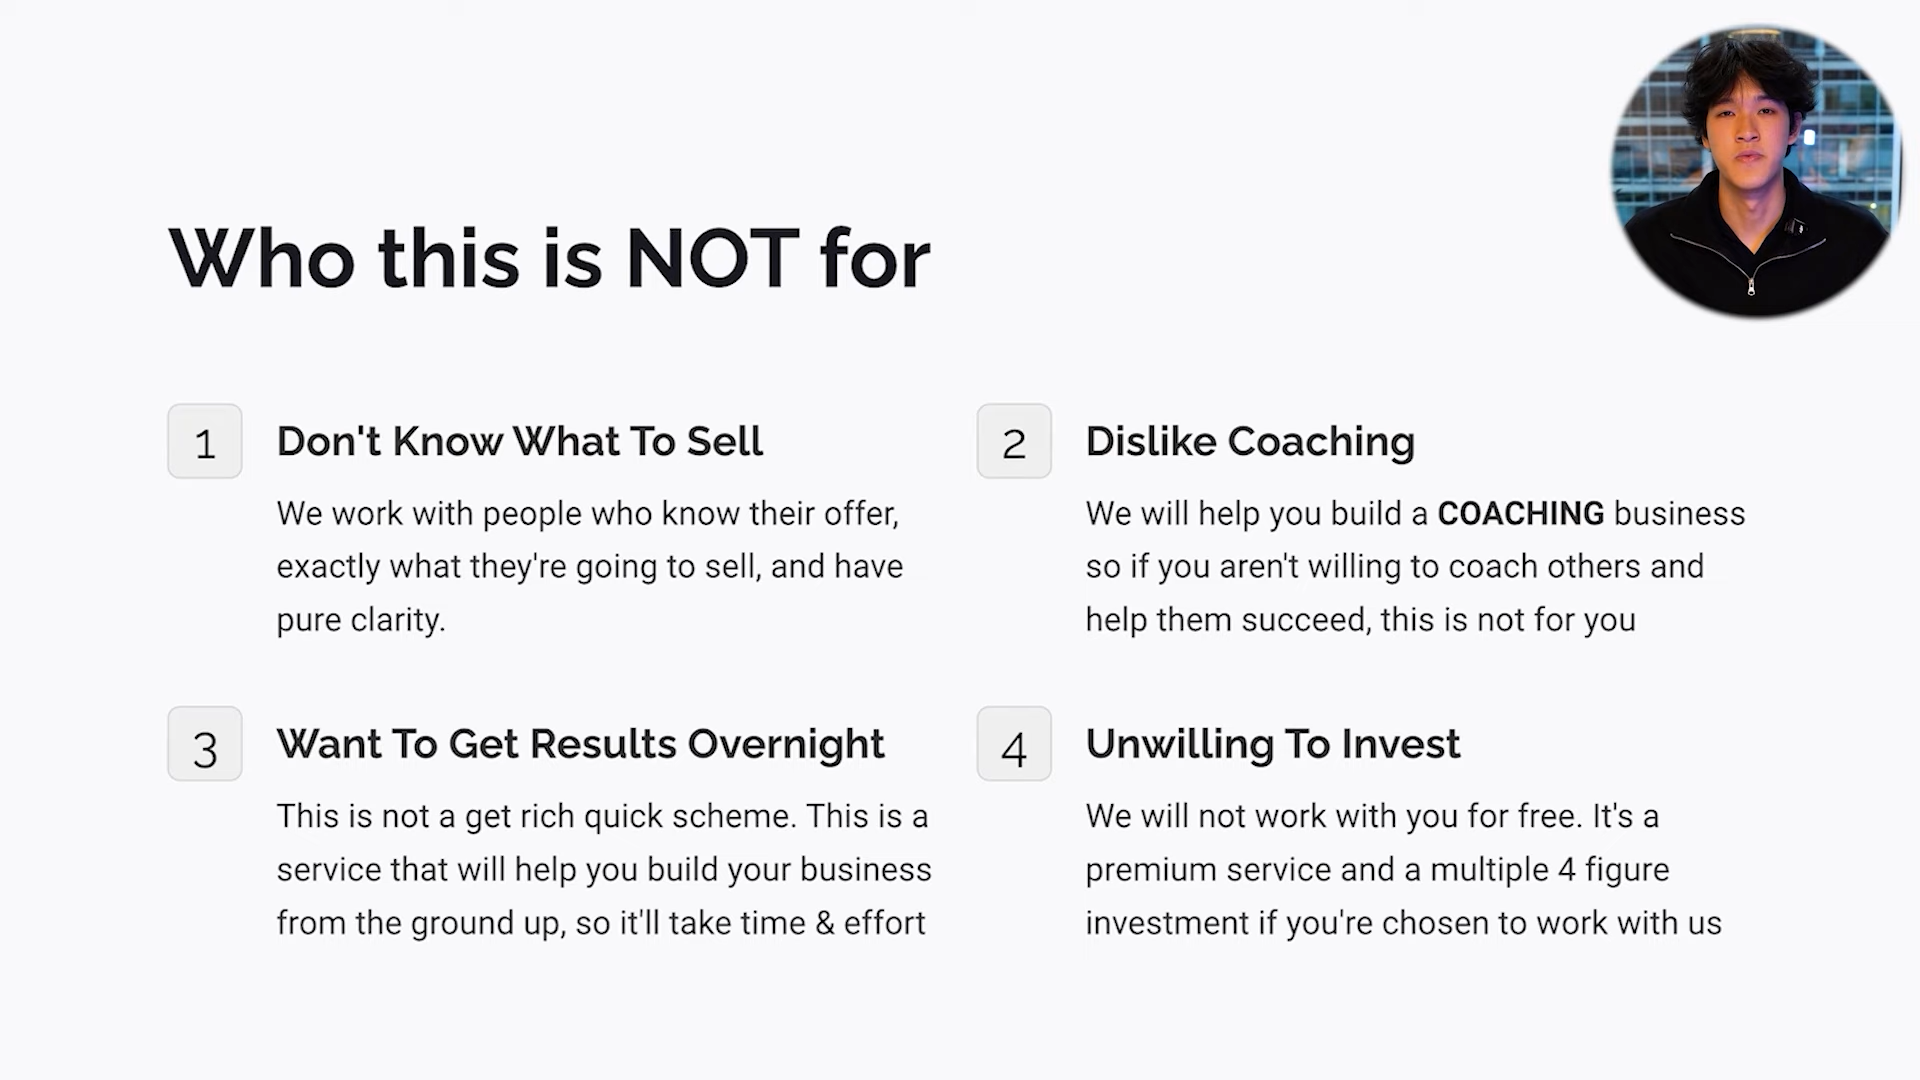 Who this is NOT for
1
Don't Know What To Sell
We work with people who know their offer,
exactly what they're going to sell, and have
pure clarity.
2
Dislike Coaching
We will help you build a COACHING business
so if you aren't willing to coach others and
help them succeed, this is not for you
3
Want To Get Results Overnight
This is not a get rich quick scheme. This is a
service that will help you build your business
from the ground up, so it'll take time & effort
4
Unwilling To Invest
We will not work with you for free. It's a
premium service and a multiple 4 figure
investment if you're chosen to work with us